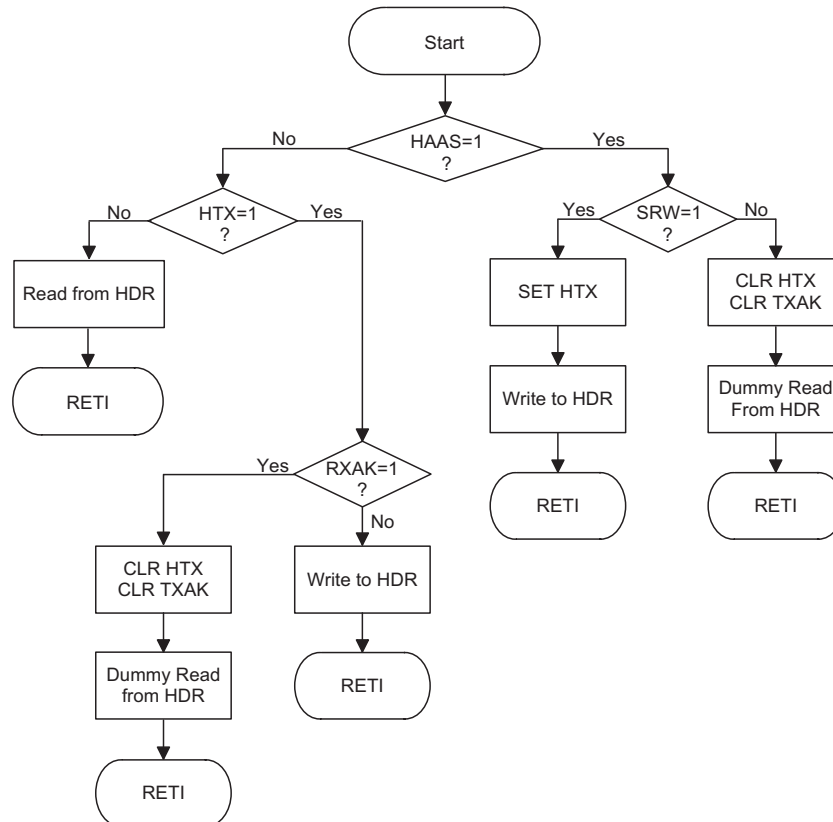 Start
HAAS=1
?
No
Yes
HTX=1
?
No
Yes
SRW=1
?
Yes
No
Read from HDR
SET HTX
CLR HTX
CLR TXAK
RETI
Write to HDR
Dummy Read
From HDR
RXAK=1
?
Yes
No
RETI
RETI
CLR HTX
CLR TXAK
Write to HDR
Dummy Read
from HDR
RETI
RETI